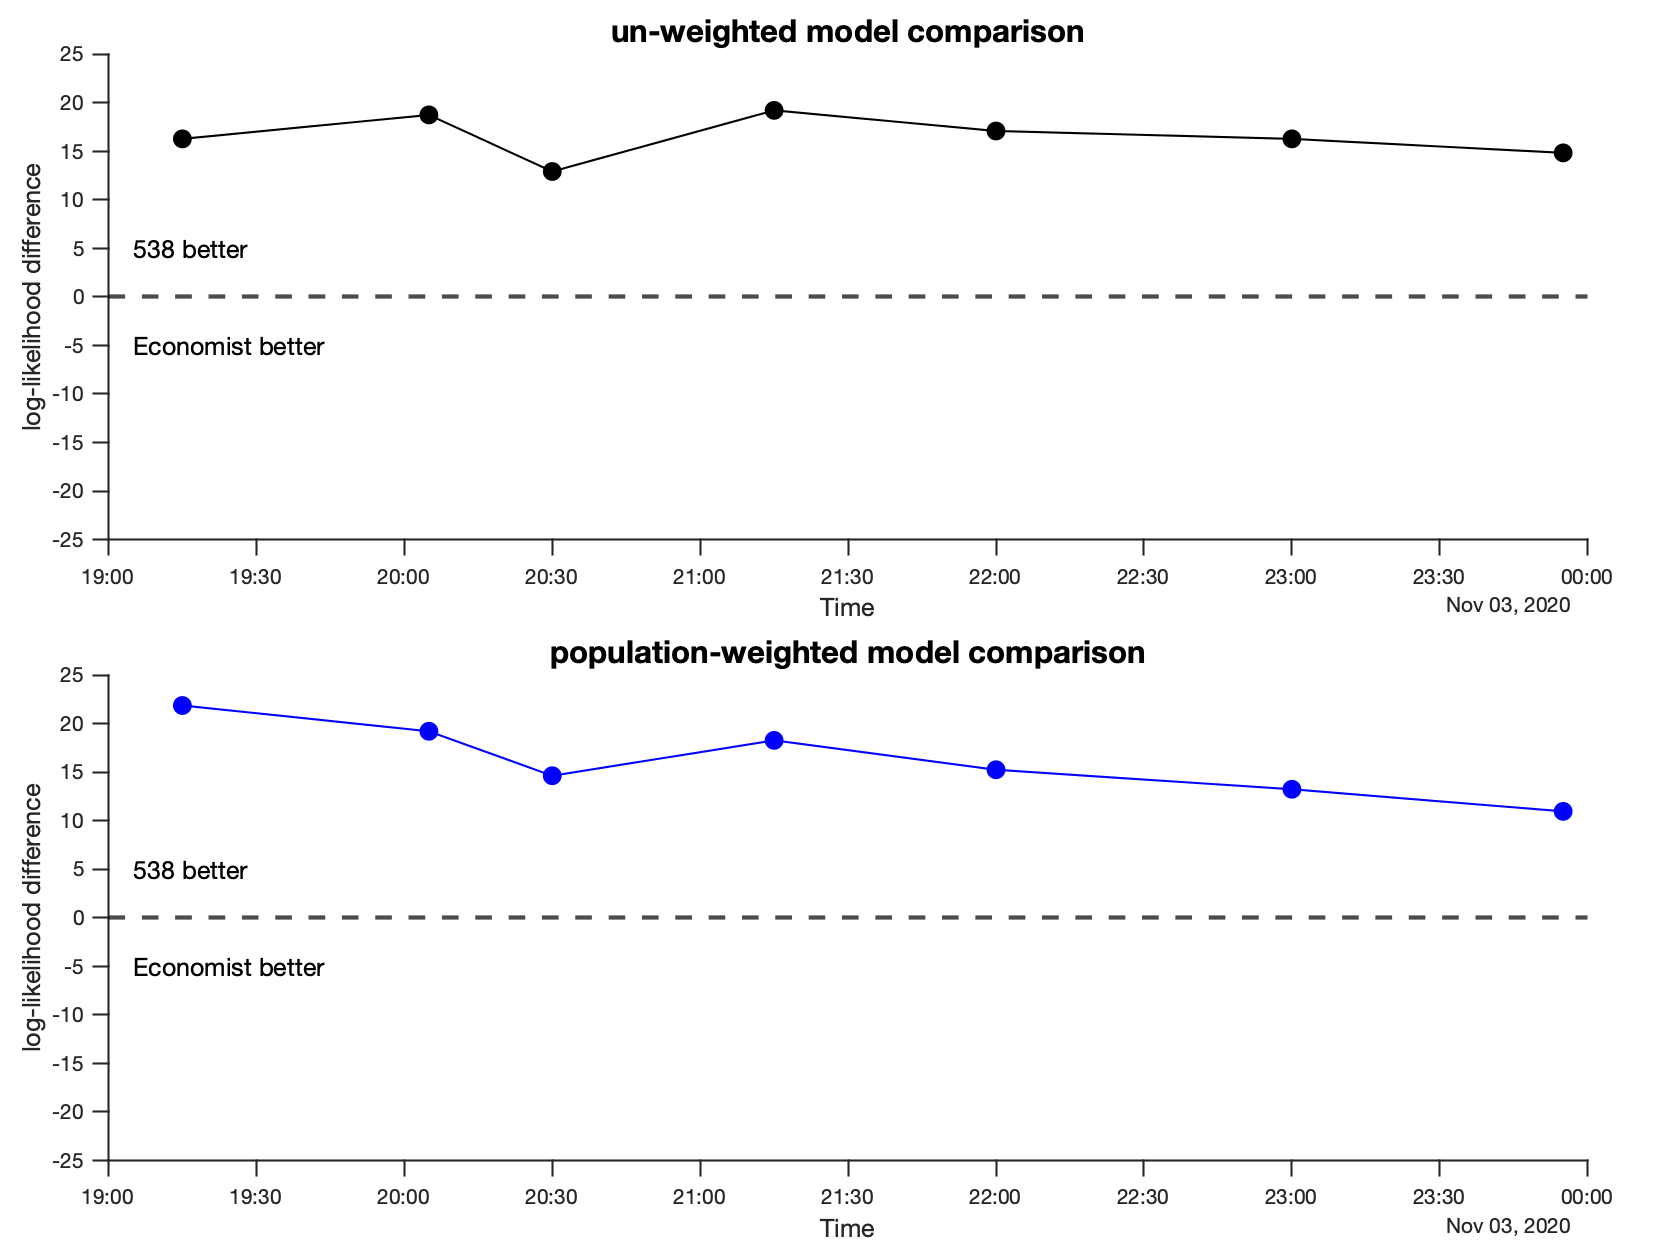 un-weighted model comparison
25
20
15
10
5
0
-5
-10
-15
-20
-25
log-likelihood difference
538 better
Economist better
19:00 19:30 20:00 20:30 21:00 21:30 22:00 22:30 23:00 23:30 00:00
Time
Nov 03, 2020
population-weighted model comparison
25
20
15
10
5
0
-5
-10
-15
-20
-25
log-likelihood difference
538 better
Economist better
19:00 19:30 20:00 20:30 21:00 21:30 22:00 22:30 23:00 23:30 00:00
Time
Nov 03, 2020